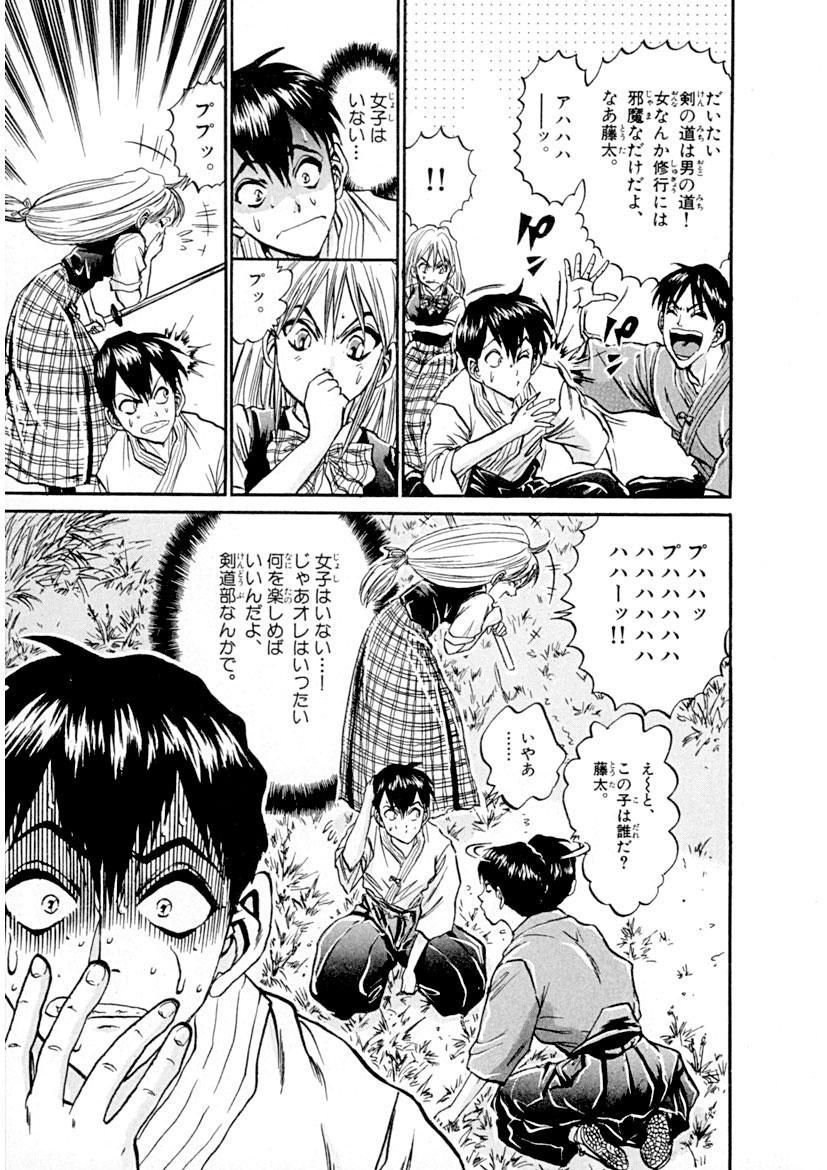 だいたい
剣の道は男の道！
女なんか修行には
邪魔なだけだよ、
なあ藤太。
アハハハ
ーーッ。
!!
パン
パン
女子は
いない…
プッ。
ププッ。
プハハッ
プハハハハ
ハハハハハ
ハハーッ!!
え〜と、
この子は誰だ？
藤太。
いやあ
……
女子はいない…！
じゃあオレはいったい
何を楽しめば
いいんだよ、
剣道部なんかで。